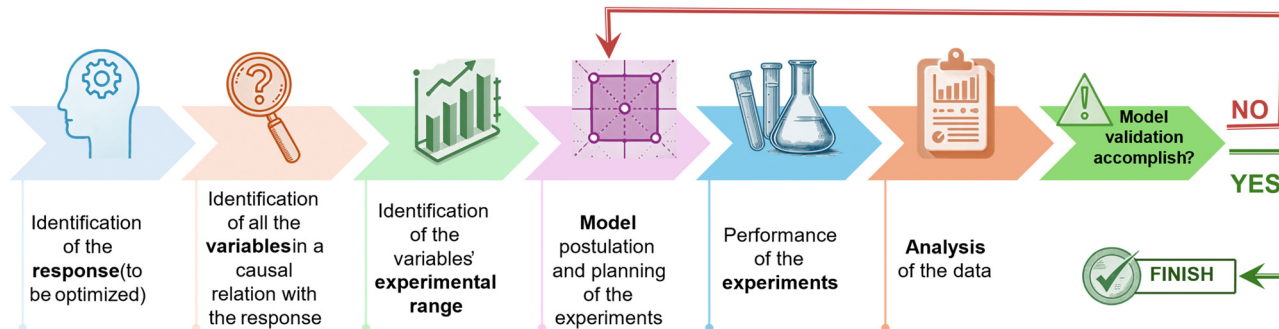 Identification
of the
response(to
be optimized)
Identification
of all the
variablesin a
causal
relation with
the response
Identification
of the
variables'
experimental
range
Model
postulation
and planning
of the
experiments
Performance
of the
experiments
Analysis
of the data
Model
validation
accomplish?
NO
YES
FINISH